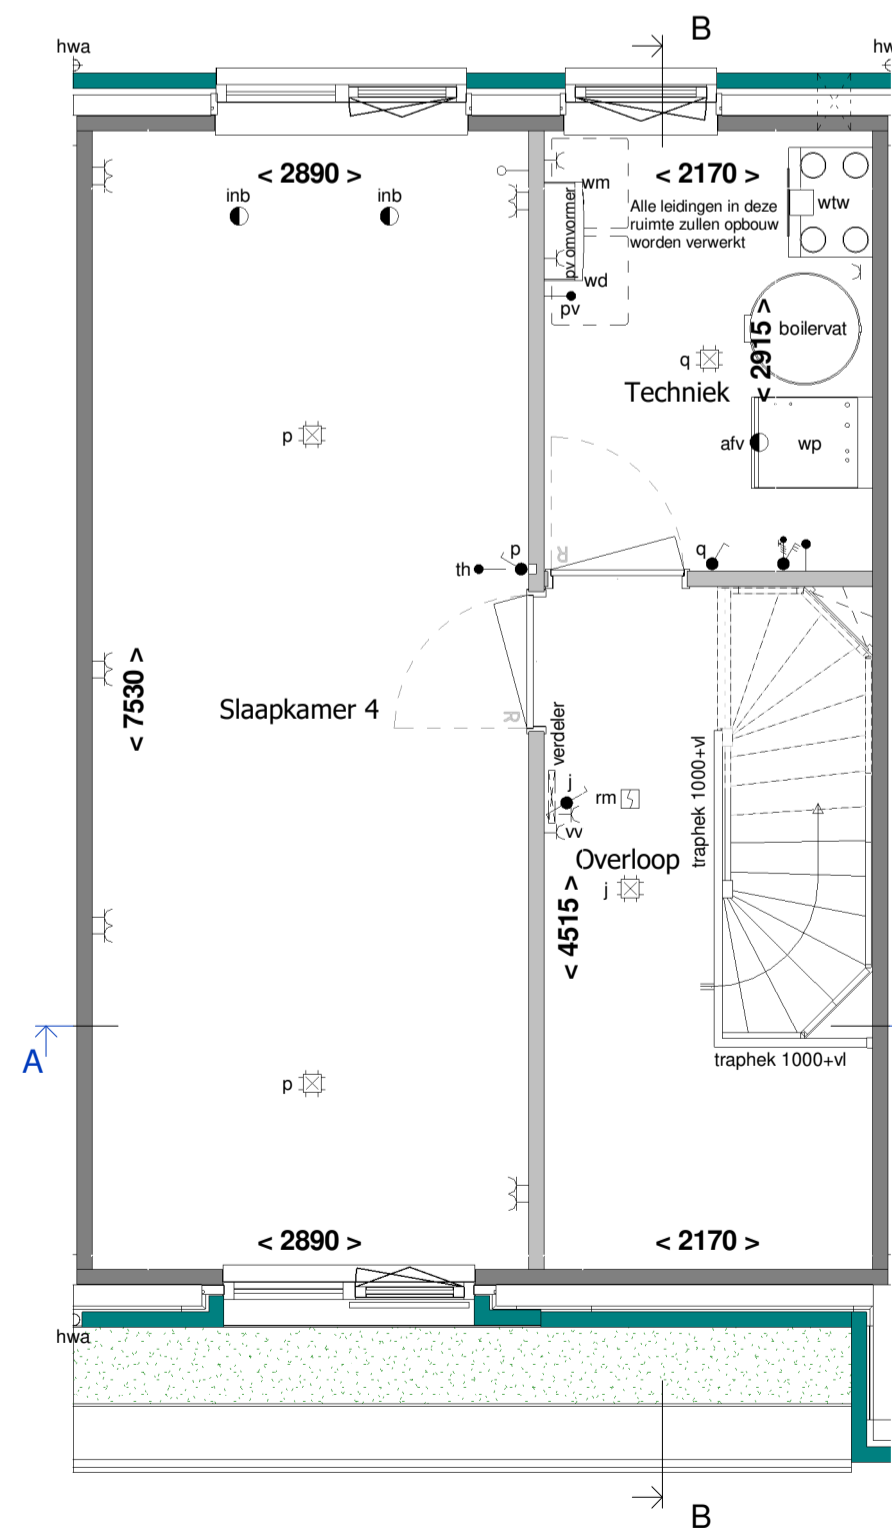 B
hwa
hw
< 2890 >
< 2170 >
inb
inb
wm
pv omvormer
wd
pv
Alle leidingen in deze
ruimte zullen opbouw
worden verwerkt
wtw
boilervat
< 2915 >
q
Techniek
p
afv
wp
th
p
R
q
< 7530 >
Slaapkamer 4
R
verdeler
j
rm
vv
traphek 1000+vl
Overloop
j
< 4515 >
A
p
traphek 1000+vl
< 2890 >
< 2170 >
hwa
B